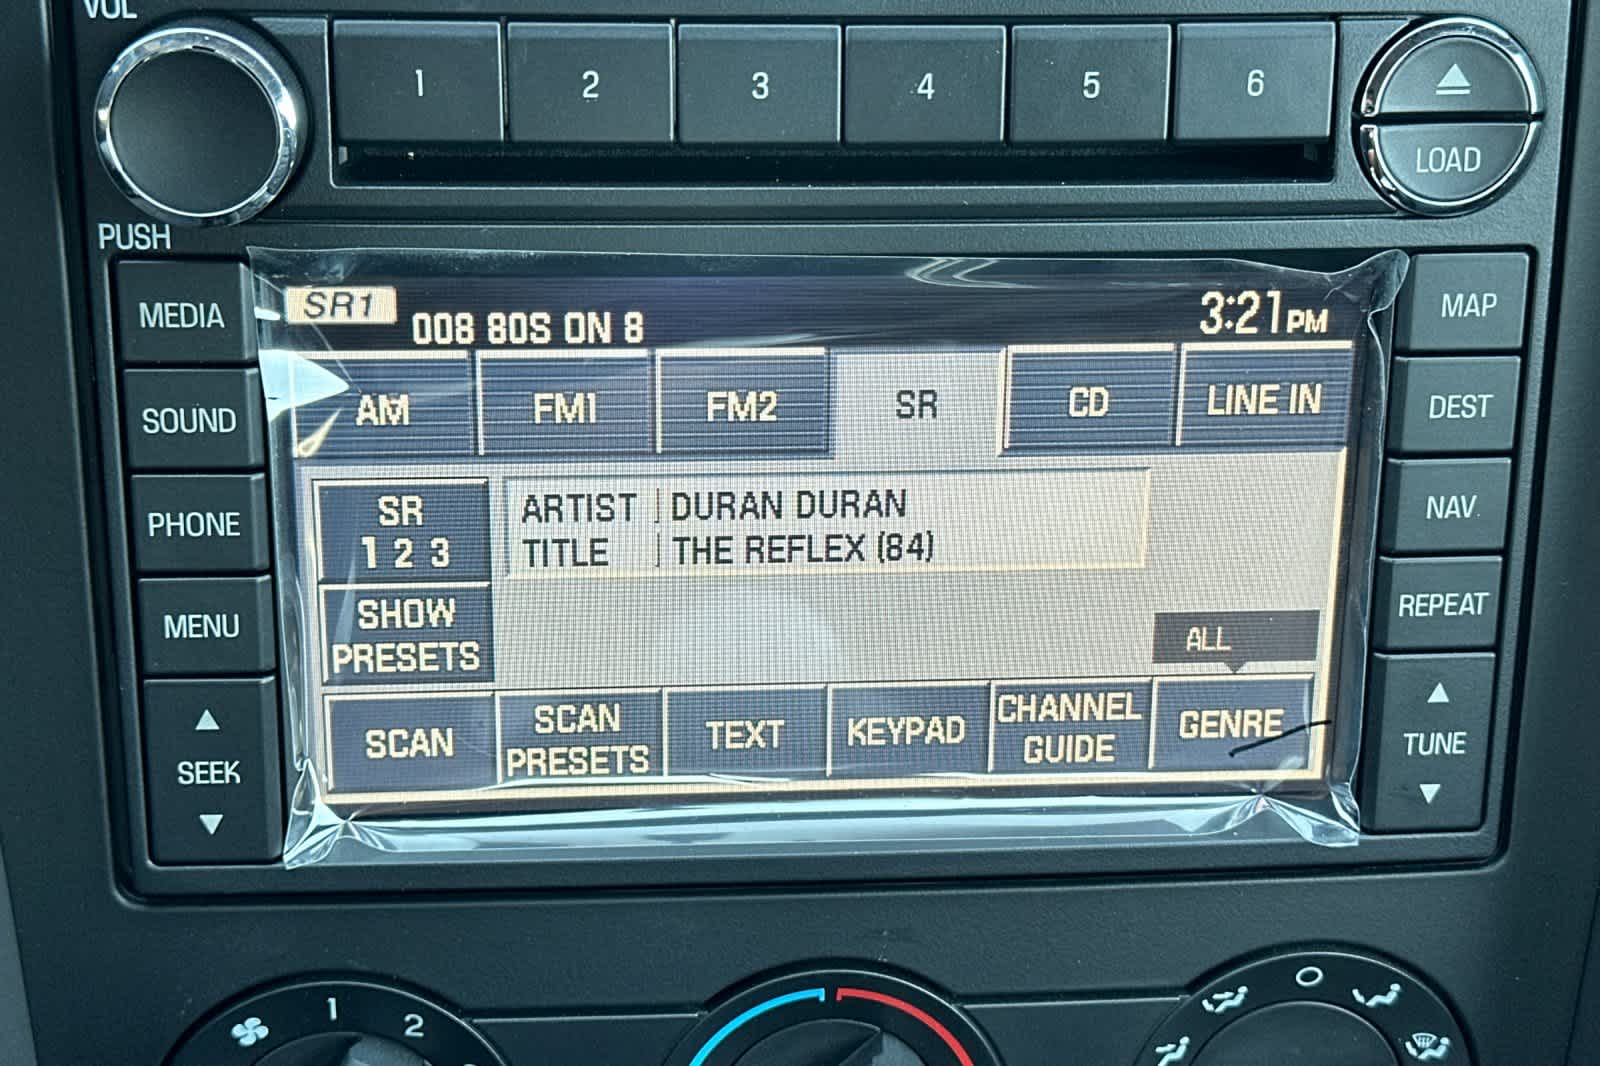 VOL
1 2 3 4 5 6
LOAD
PUSH
MEDIA
SOUND
PHONE
MENU
SEEK
SR1
008 80S ON 8
3:21PM
AM FM1 FM2 SR CD LINE IN
SR
1 2 3
ARTIST DURAN DURAN
TITLE THE REFLEX (84)
SHOW
PRESETS
ALL
SCAN
SCAN
PRESETS
TEXT
KEYPAD
CHANNEL
GUIDE
GENRE
MAP
DEST
NAV
REPEAT
TUNE
1 2